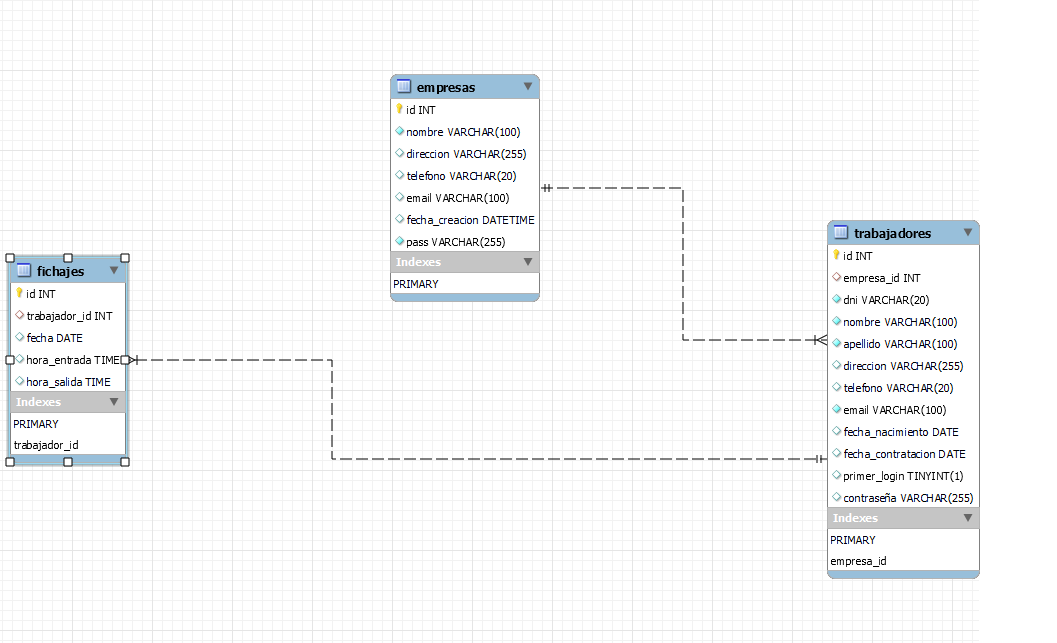 empresas
id INT
nombre VARCHAR(100)
direccion VARCHAR(255)
telefono VARCHAR(20)
email VARCHAR(100)
fecha_creacion DATETIME
pass VARCHAR(255)
Indexes
PRIMARY
trabajadores
id INT
empresa_id INT
dni VARCHAR(20)
nombre VARCHAR(100)
apellido VARCHAR(100)
direccion VARCHAR(255)
telefono VARCHAR(20)
email VARCHAR(100)
fecha_nacimiento DATE
fecha_contratacion DATE
primer_login TINYINT(1)
contraseña VARCHAR(255)
Indexes
PRIMARY
empresa_id
fichajes
id INT
trabajador_id INT
fecha DATE
hora_entrada TIME
hora_salida TIME
Indexes
PRIMARY
trabajador_id